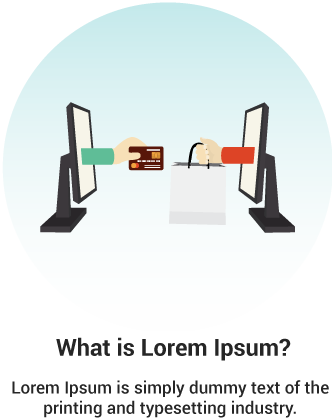 What is Lorem Ipsum?
Lorem Ipsum is simply dummy text of the
printing and typesetting industry.